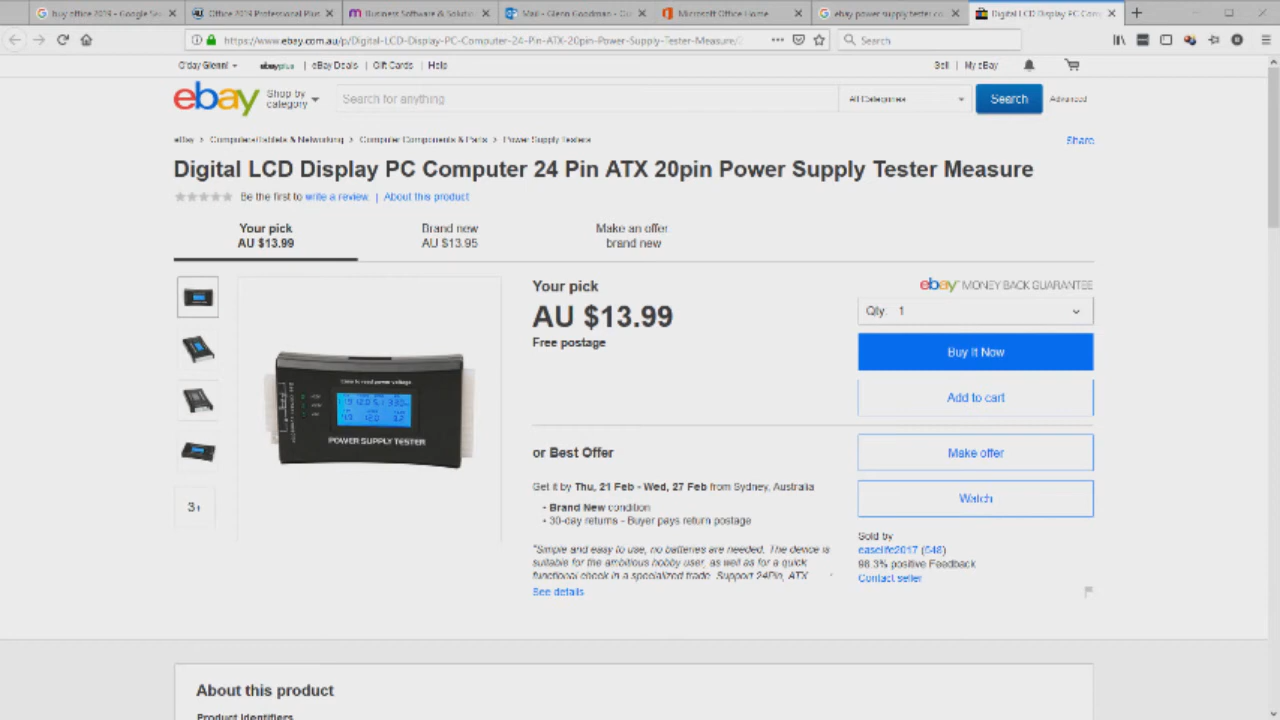 buy office 2019 - Google Se
Office 2019 Professional Plus
Business Software & Solutio
Mail - Glenn Goodman - Ou
Microsoft Office Home
ebay power supply tester co
Digital LCD Display PC Comp
https://www.ebay.com.au/p/Digital-LCD-Display-PC-Computer-24-Pin-ATX-20pin-Power-Supply-Tester-Measure/
Search
G'day Glenn!
ebayplus
eBay Deals
Gift Cards
Help
Sell
My eBay
ebay
Shop by category
Search for anything
All Categories
Search
Advanced
eBay > Computers/Tablets & Networking > Computer Components & Parts > Power Supply Testers
Share
Digital LCD Display PC Computer 24 Pin ATX 20pin Power Supply Tester Measure
Be the first to write a review. | About this product
Your pick
AU $13.99
Brand new
AU $13.95
Make an offer
brand new
3+
POWER SUPPLY TESTER
Your pick
AU $13.99
Free postage
or Best Offer
Get it by Thu, 21 Feb - Wed, 27 Feb from Sydney, Australia
• Brand New condition
• 30-day returns - Buyer pays return postage
"Simple and easy to use, no batteries are needed. The device is
suitable for the ambitious hobby user, as well as for a quick
functional check in a specialized trade. Support 24Pin, ATX
See details
ebay MONEY BACK GUARANTEE
Qty: 1
Buy It Now
Add to cart
Make offer
Watch
Sold by
easelife2017 (648)
98.3% positive Feedback
Contact seller
About this product
Product Identifiers